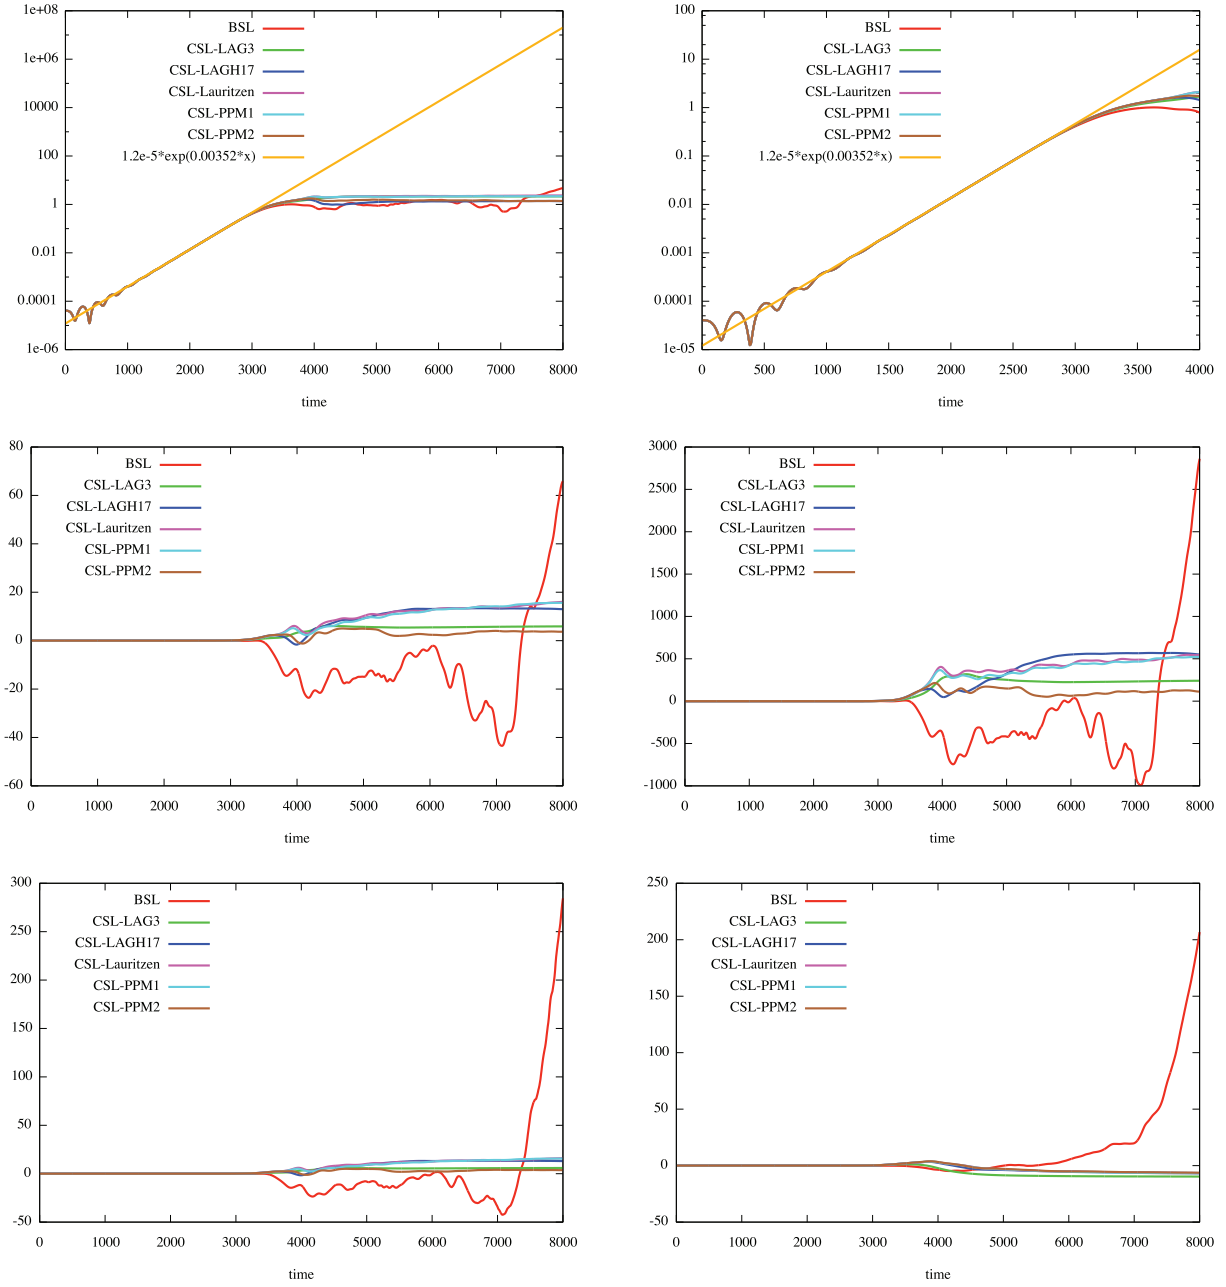 1e+08
1e+06
10000
100
1
0.01
0.0001
1e-06
BSL
CSL-LAG3
CSL-LAGH17
CSL-Lauritzen
CSL-PPM1
CSL-PPM2
1.2e-5*exp(0.00352*x)
0 1000 2000 3000 4000 5000 6000 7000 8000
time
100
10
1
0.1
0.01
0.001
0.0001
1e-05
BSL
CSL-LAG3
CSL-LAGH17
CSL-Lauritzen
CSL-PPM1
CSL-PPM2
1.2e-5*exp(0.00352*x)
0 500 1000 1500 2000 2500 3000 3500 4000
time
80
60
40
20
0
-20
-40
-60
BSL
CSL-LAG3
CSL-LAGH17
CSL-Lauritzen
CSL-PPM1
CSL-PPM2
0 1000 2000 3000 4000 5000 6000 7000 8000
time
3000
2500
2000
1500
1000
500
0
-500
-1000
BSL
CSL-LAG3
CSL-LAGH17
CSL-Lauritzen
CSL-PPM1
CSL-PPM2
0 1000 2000 3000 4000 5000 6000 7000 8000
time
300
250
200
150
100
50
0
-50
BSL
CSL-LAG3
CSL-LAGH17
CSL-Lauritzen
CSL-PPM1
CSL-PPM2
0 1000 2000 3000 4000 5000 6000 7000 8000
time
250
200
150
100
50
0
-50
BSL
CSL-LAG3
CSL-LAGH17
CSL-Lauritzen
CSL-PPM1
CSL-PPM2
0 1000 2000 3000 4000 5000 6000 7000 8000
time